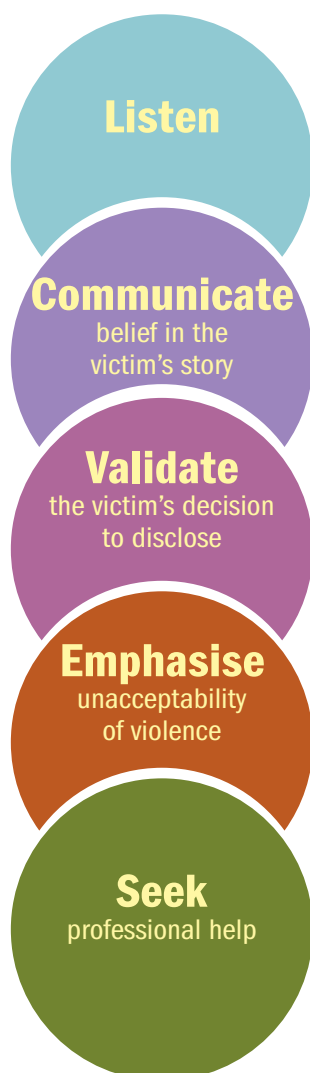 Listen
Communicate
belief in the
victim's story
Validate
the victim's decision
to disclose
Emphasise
unacceptability
of violence
Seek
professional help